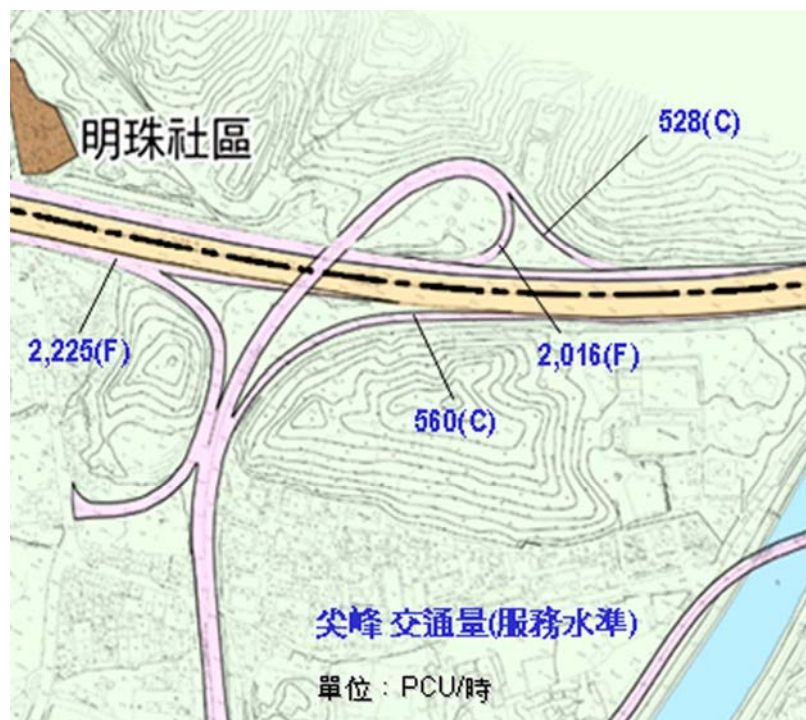 528(C)
明珠社區
2,225(F)
2,016(F)
560(C)
尖峰 交通量(服務水準)
單位：PCU/時